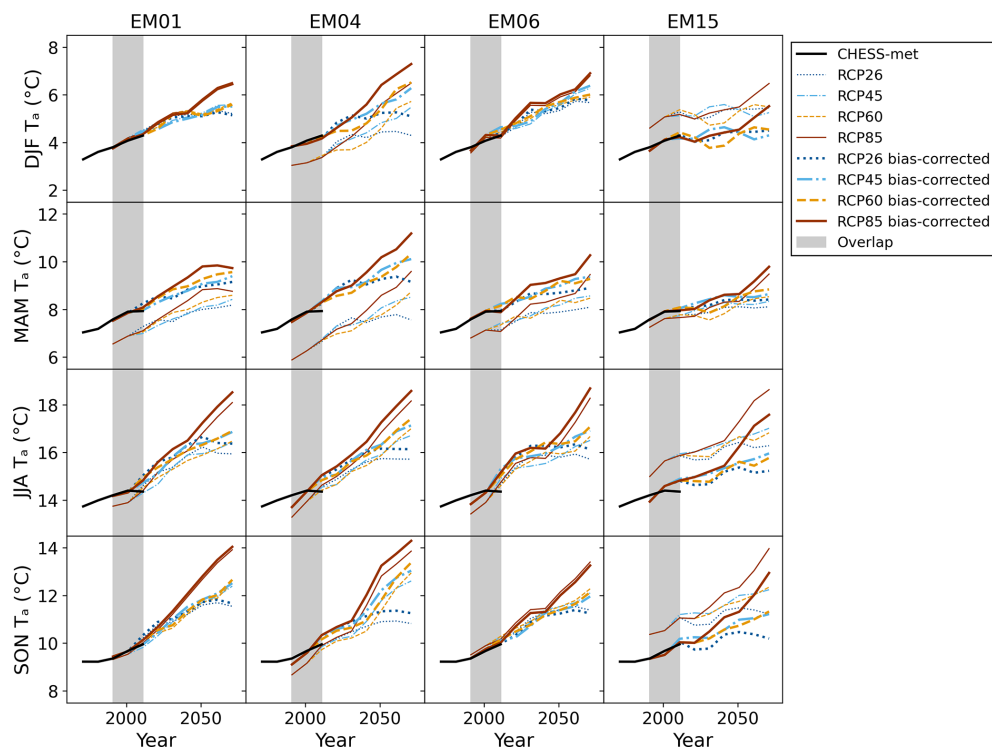 EM01 EM04 EM06 EM15
8
6
4
2
DJF Tₐ (°C)
12
10
8
6
MAM Tₐ (°C)
18
16
14
JJA Tₐ (°C)
14
12
10
8
SON Tₐ (°C)
2000 2050 2000 2050 2000 2050 2000 2050
Year Year Year Year
CHESS-met
RCP26
RCP45
RCP60
RCP85
RCP26 bias-corrected
RCP45 bias-corrected
RCP60 bias-corrected
RCP85 bias-corrected
Overlap